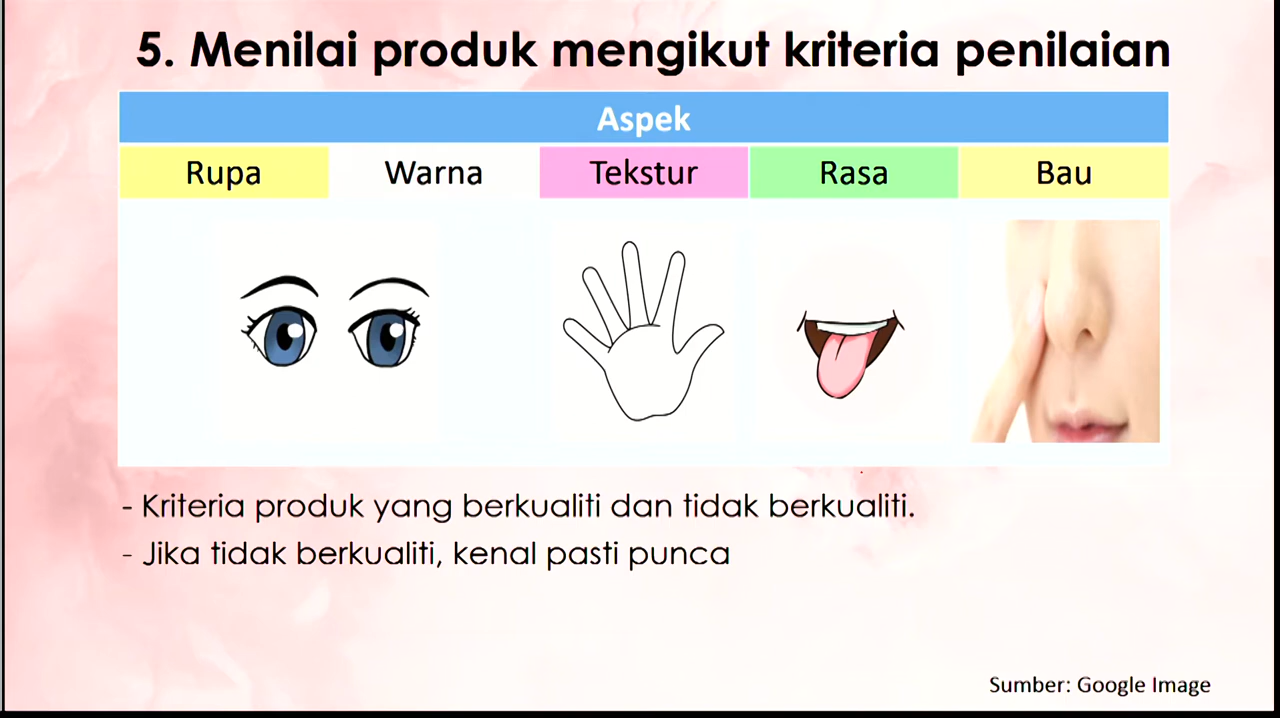 5. Menilai produk mengikut kriteria penilaian
Aspek
Rupa Warna Tekstur Rasa Bau
- Kriteria produk yang berkualiti dan tidak berkualiti.
- Jika tidak berkualiti, kenal pasti punca
Sumber: Google Image